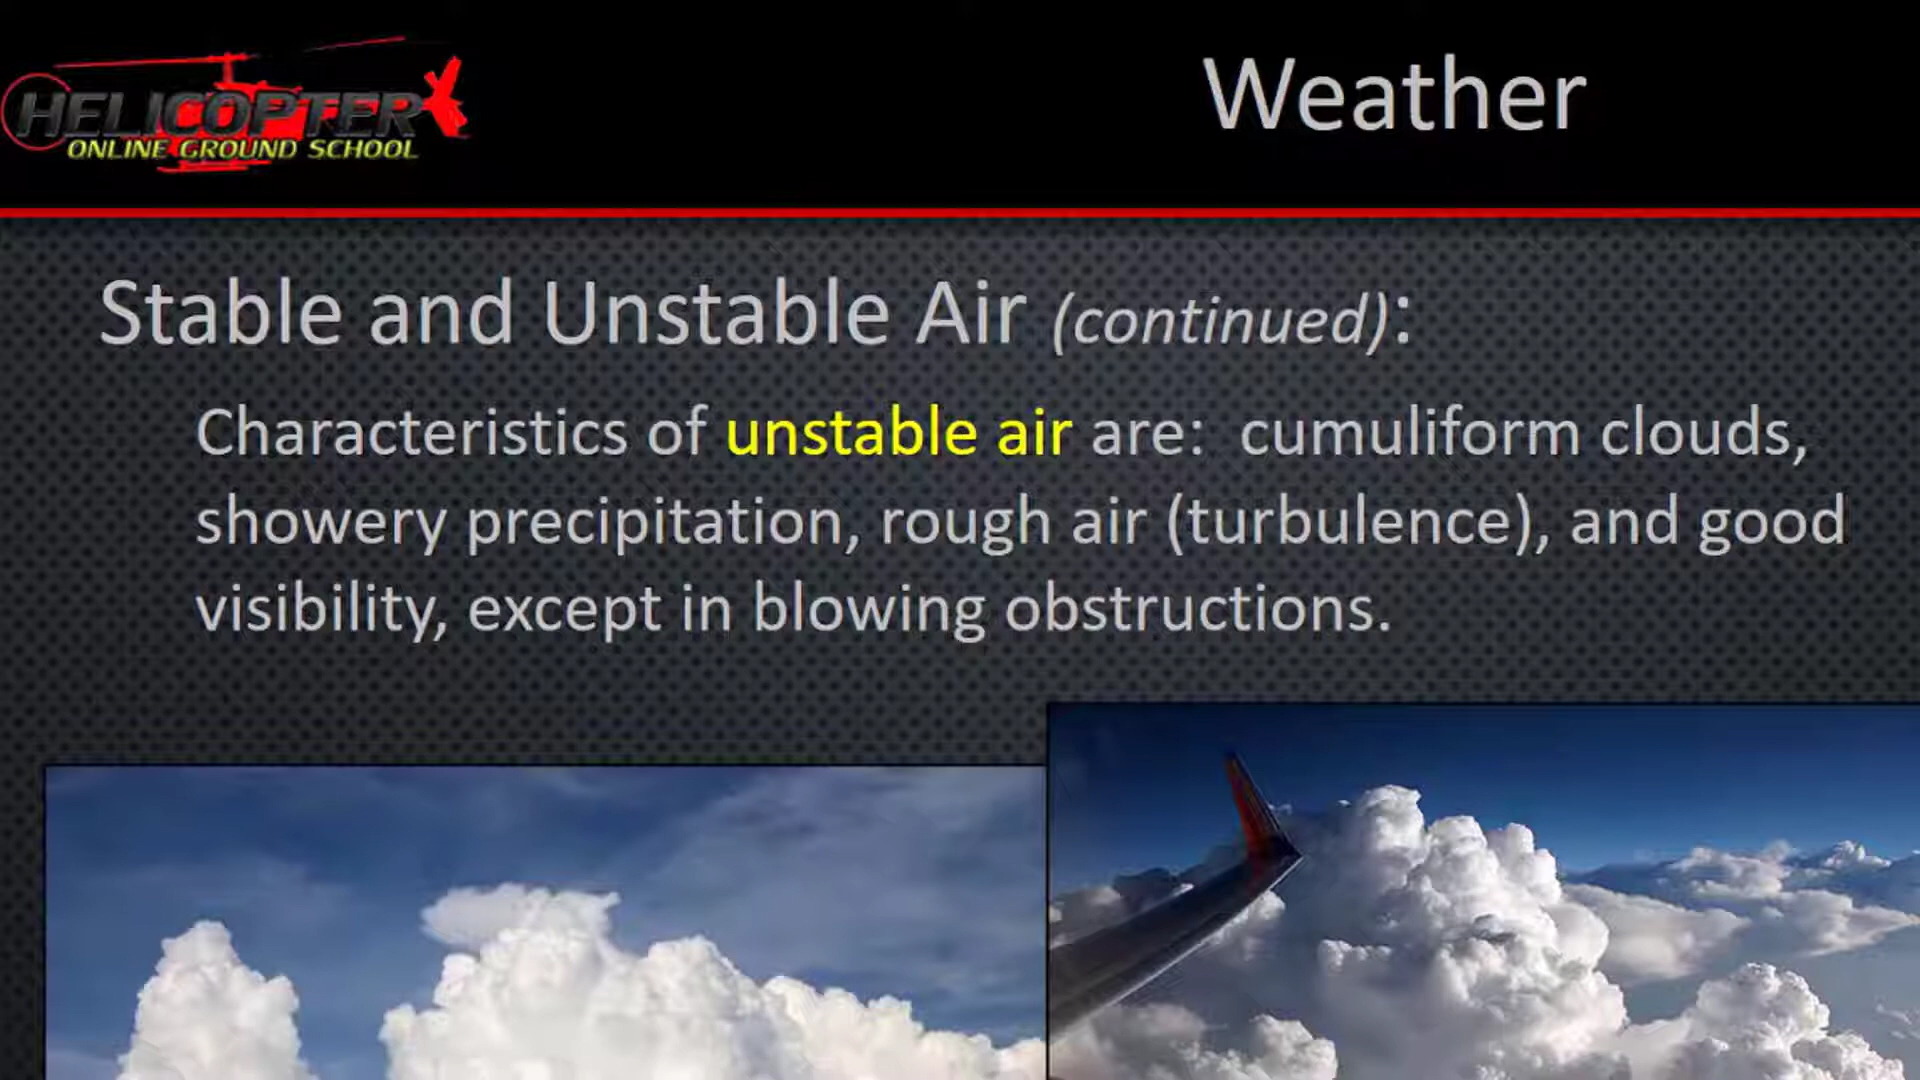 HELICOPTER
ONLINE GROUND SCHOOL
Weather
Stable and Unstable Air (continued):
Characteristics of unstable air are: cumuliform clouds,
showery precipitation, rough air (turbulence), and good
visibility, except in blowing obstructions.